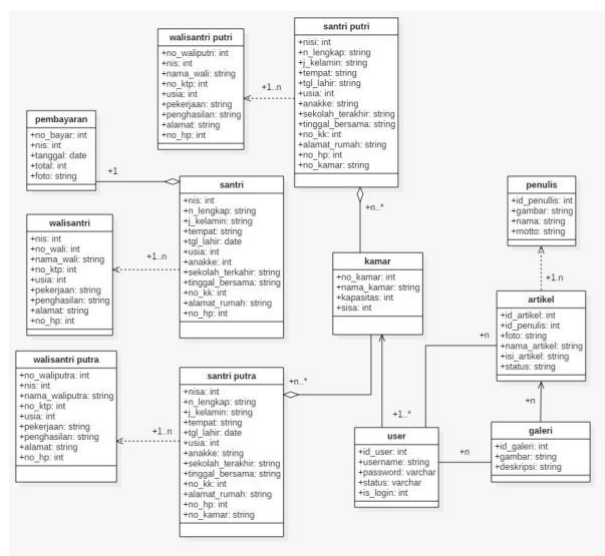 walisantri putri
+no_waliputri: int
+nis: int
+nama_wali: string
+no_ktp: int
+usia: int
+pekerjaan: string
+penghasilan: string
+alamat: string
+no_hp: int
santri putri
+nisi: int
+n_lengkap: string
+j_kelamin: string
+tempat: string
+tgl_lahir: string
+usia: int
+anakke: string
+sekolah_terakhir: string
+tinggal_bersama: string
+no_kk: int
+alamat_rumah: string
+no_hp: int
+no_kamar: string
+1..n
pembayaran
+no_bayar: int
+nis: int
+tanggal: date
+total: int
+foto: string
+1
santri
+nis: int
+n_lengkap: string
+j_kelamin: string
+tempat: string
+tgl_lahir: date
+usia: int
+anakke: int
+sekolah_terkahir: string
+tinggal_bersama: string
+no_kk: int
+alamat_rumah: string
+no_hp: int
walisantri
+nis: int
+no_wali: int
+nama_wali: string
+no_ktp: int
+usia: int
+pekerjaan: string
+penghasilan: string
+alamat: string
+no_hp: int
+1..n
+n..*
kamar
+no_kamar: int
+nama_kamar: string
+kapasitas: int
+sisa: int
penulis
+id_penullis: int
+gambar: string
+nama: string
+motto: string
+1.n
artikel
+id_artikel: int
+id_penulis: int
+foto: string
+nama_artikel: string
+isi_artikel: string
+status: string
+n
walisantri putra
+no_waliputra: int
+nis: int
+nama_waliputra: string
+no_ktp: int
+usia: int
+pekerjaan: string
+penghasilan: string
+alamat: string
+no_hp: int
+1..n
santri putra
+nisa: int
+n_lengkap: string
+j_kelamin: string
+tempat: string
+tgl_lahir: date
+usia: int
+anakke: string
+sekolah_terakhir: string
+tinggal_bersama: string
+no_kk: int
+alamat_rumah: string
+no_hp: int
+no_kamar: string
+n..*
+1..*
user
+id_user: int
+username: string
+password: varchar
+status: varchar
+is_login: int
+n
+n
galeri
+id_galeri: int
+gambar: string
+deskripsi: string